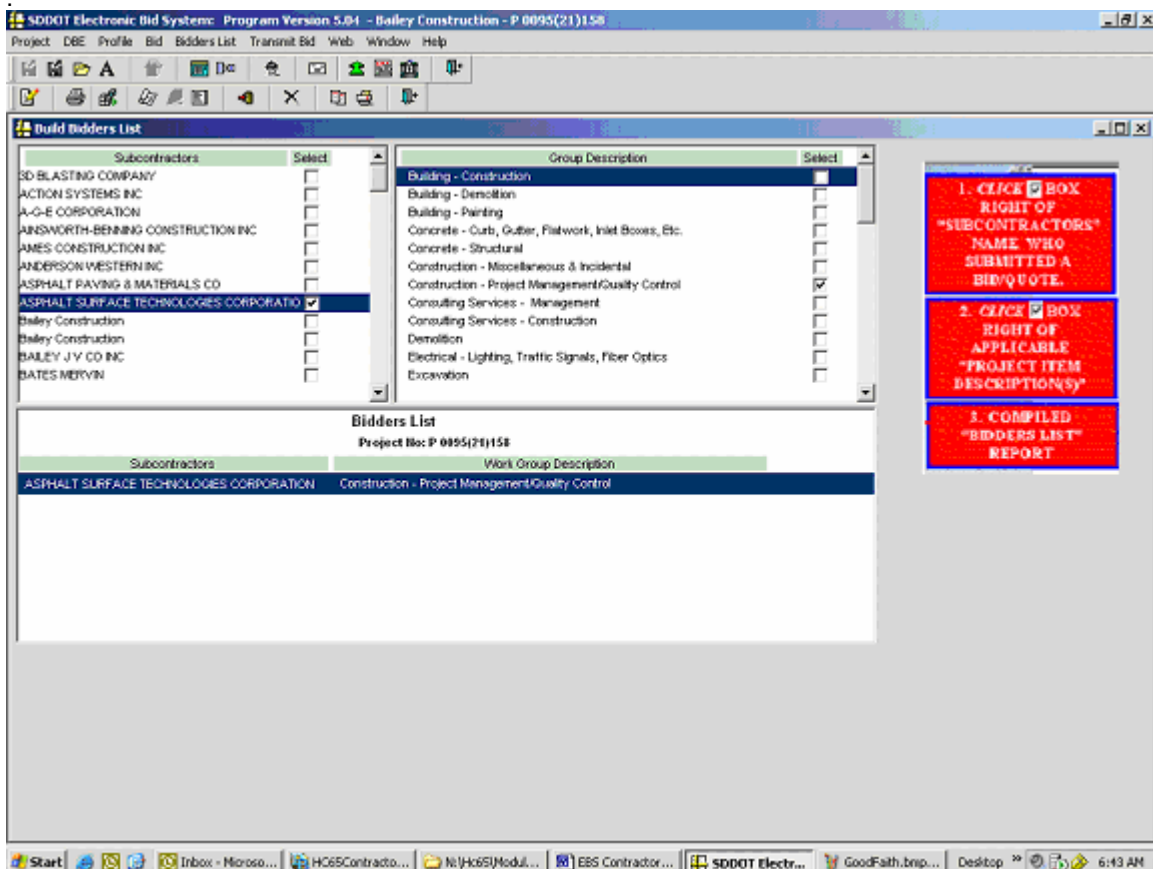 SDDOT Electronic Bid System: Program Version 5.04 - Bailey Construction - P 0095(21)158
Project DBE Profile Bid Bidders List Transmit Bid Web Window Help
Build Bidders List
Subcontractors Select
3D BLASTING COMPANY
ACTION SYSTEMS INC
A-G-E CORPORATION
AINSWORTH-BENNING CONSTRUCTION INC
AMES CONSTRUCTION INC
ANDERSON WESTERN INC
ASPHALT PAVING & MATERIALS CO
ASPHALT SURFACE TECHNOLOGIES CORPORATIO
Bailey Construction
Bailey Construction
BAILEY J V CO INC
BATES MERVIN
Group Description Select
Building - Construction
Building - Demolition
Building - Painting
Concrete - Curb, Gutter, Flatwork, Inlet Boxes, Etc.
Concrete - Structural
Construction - Miscellaneous & Incidental
Construction - Project Management/Quality Control
Consulting Services - Management
Consulting Services - Construction
Demolition
Electrical - Lighting, Traffic Signals, Fiber Optics
Excavation
1. CLICK BOX
RIGHT OF
"SUBCONTRACTORS"
NAME WHO
SUBMITTED A
BID/QUOTE.
2. CLICK BOX
RIGHT OF
APPLICABLE
"PROJECT ITEM
DESCRIPTION(S)"
3. COMPILED
"BIDDERS LIST"
REPORT
Bidders List
Project No: P 0095(21)158
Subcontractors Work Group Description
ASPHALT SURFACE TECHNOLOGIES CORPORATION Construction - Project Management/Quality Control
Start Inbox - Microso... HC65Contracto... N:\Hc65\Modul... EBS Contractor... SDDOT Electr... GoodFaith.bmp... Desktop » 6:43 AM